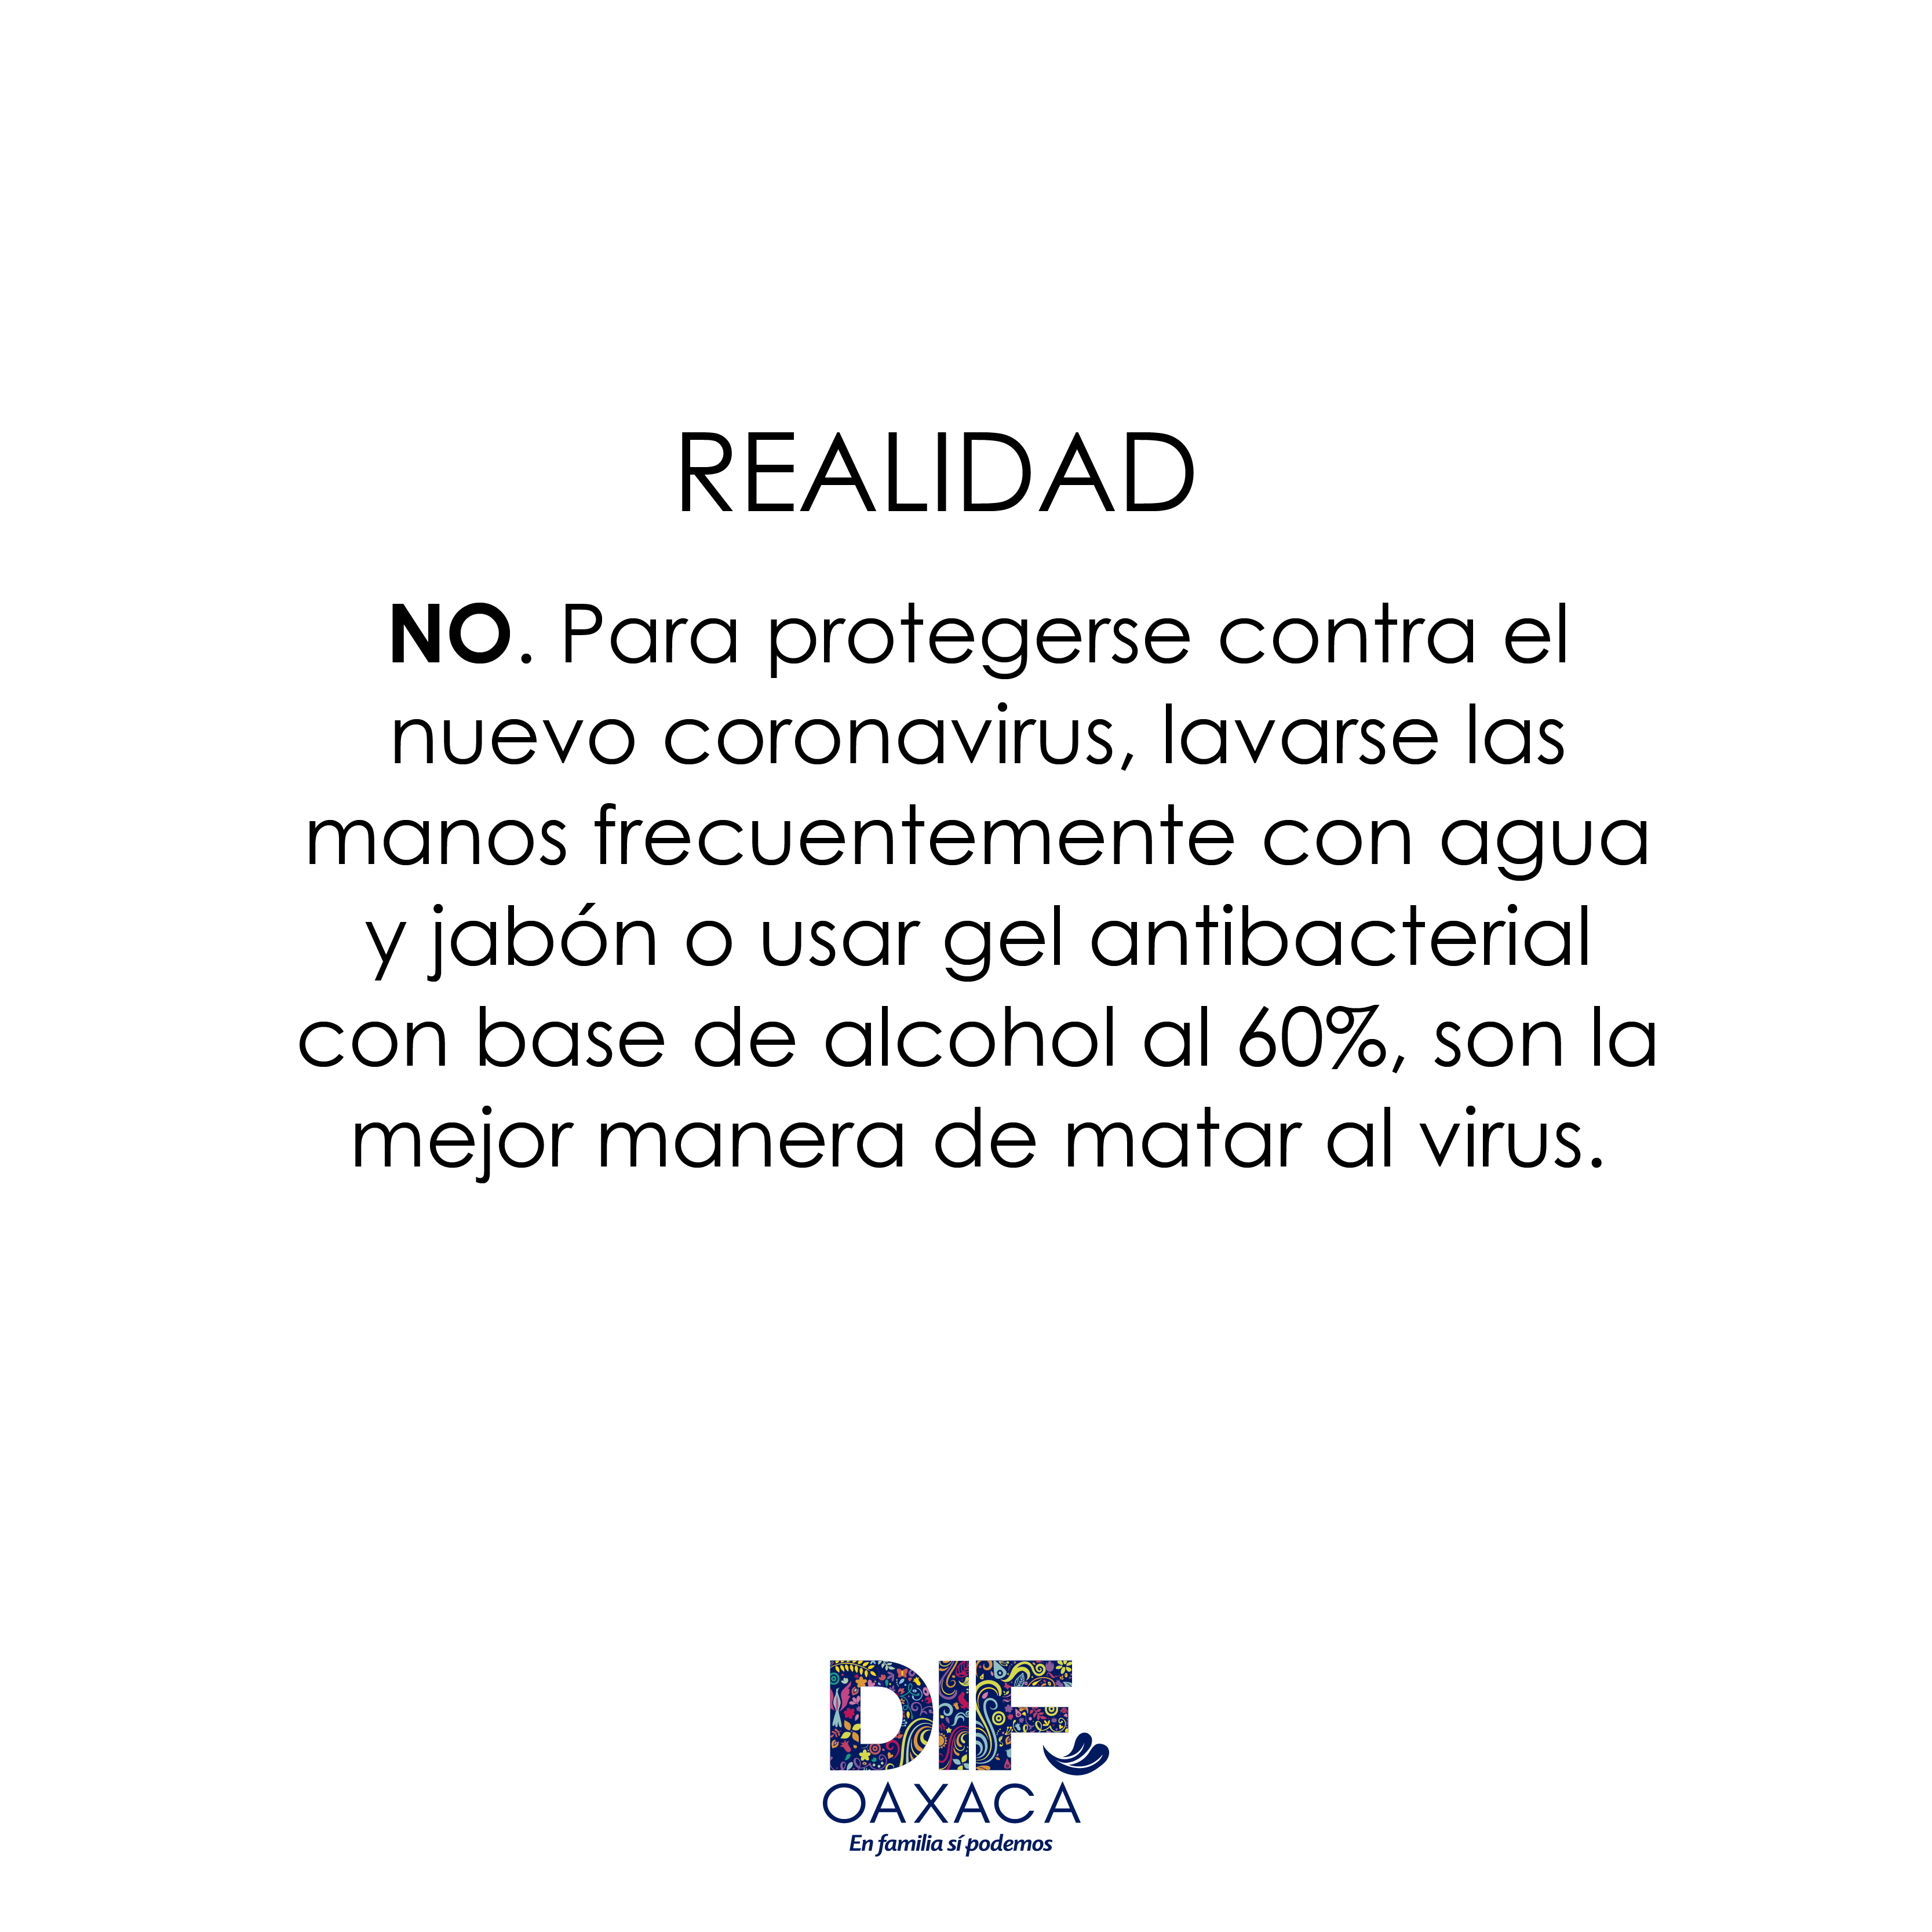 REALIDAD
NO. Para protegerse contra el
nuevo coronavirus, lavarse las
manos frecuentemente con agua
y jabón o usar gel antibacterial
con base de alcohol al 60%, son la
mejor manera de matar al virus.
DIF
OAXACA
En familia sí podemos